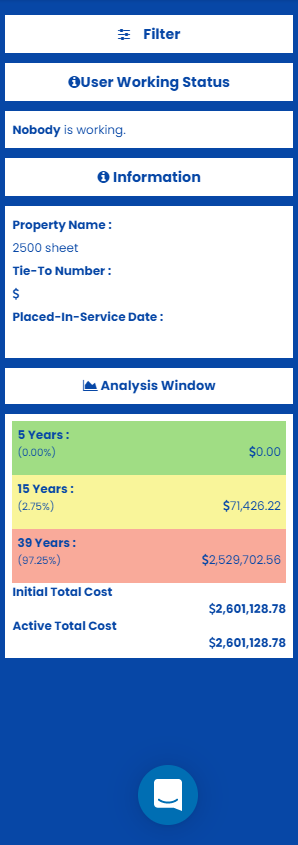 Filter
User Working Status
Nobody is working.
Information
Property Name :
2500 sheet
Tie-To Number :
$
Placed-In-Service Date :
Analysis Window
5 Years :
(0.00%) $0.00
15 Years :
(2.75%) $71,426.22
39 Years :
(97.25%) $2,529,702.56
Initial Total Cost
$2,601,128.78
Active Total Cost
$2,601,128.78